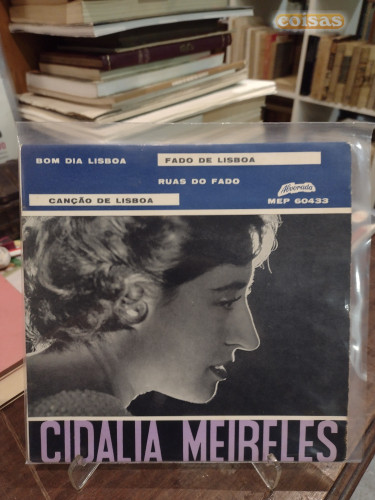 coisas
BOM DIA LISBOA
FADO DE LISBOA
RUAS DO FADO
Alvorada
CANÇÃO DE LISBOA
MEP 60433
CIDALIA MEIRELES